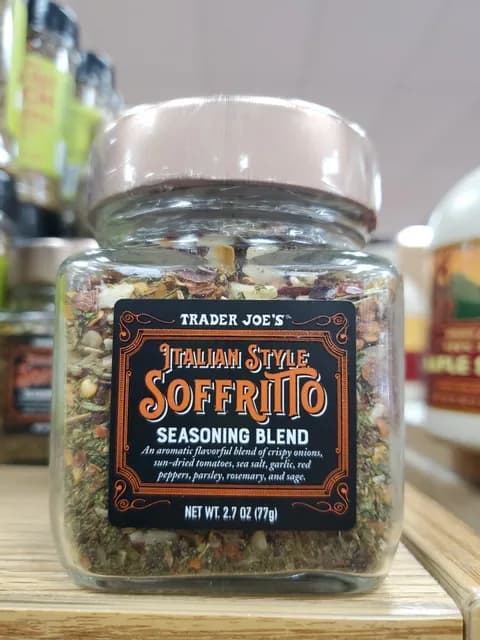 TRADER JOE'S™
ITALIAN STYLE
SOFFRITTO
SEASONING BLEND
An aromatic flavorful blend of crispy onions,
sun-dried tomatoes, sea salt, garlic, red
peppers, parsley, rosemary, and sage.
NET WT. 2.7 OZ (77g)